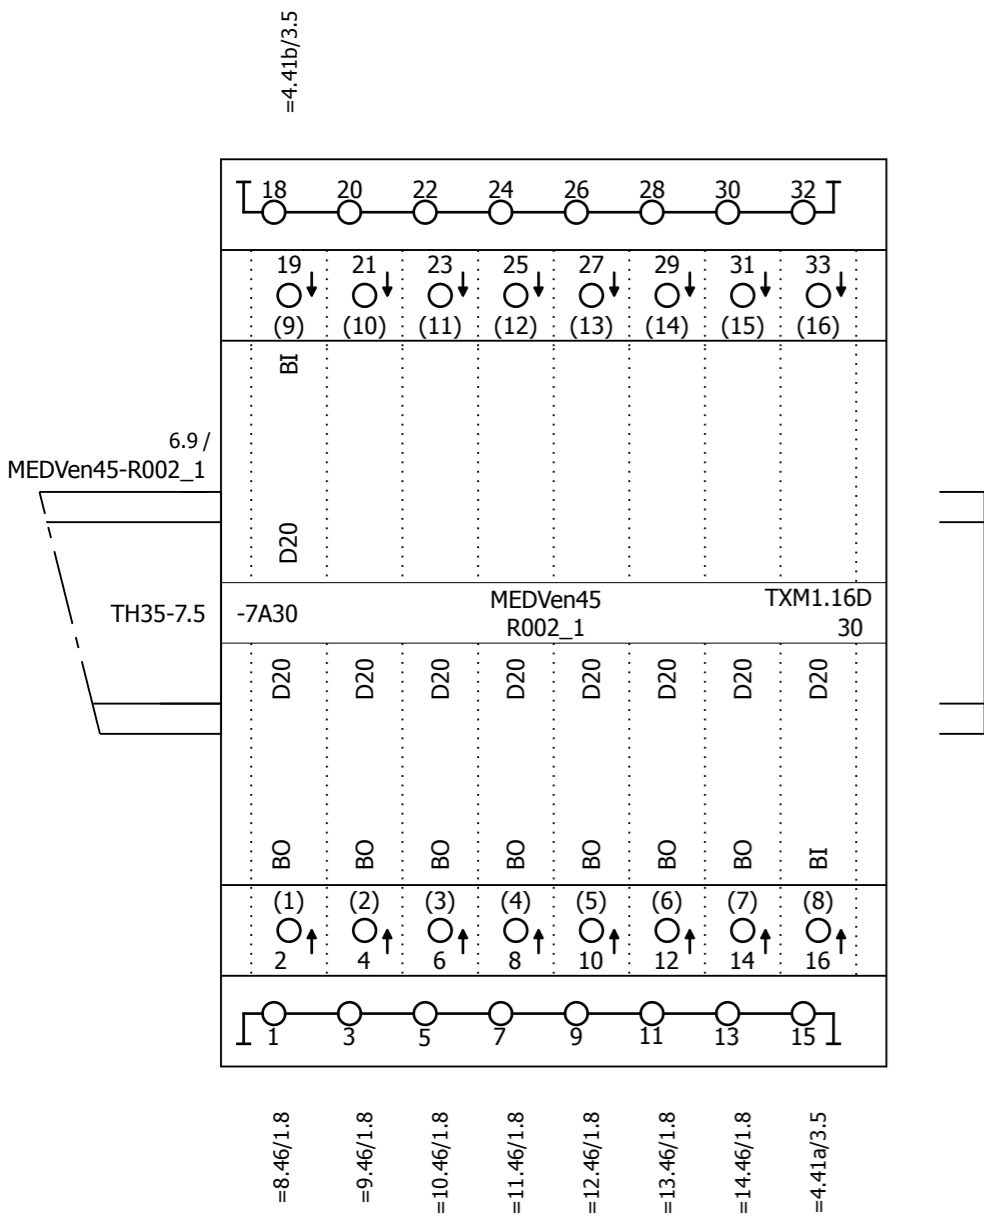 =4.41b/3.5
18 20 22 24 26 28 30 32
19 21 23 25 27 29 31 33
(9) (10) (11) (12) (13) (14) (15) (16)
BI
6.9 /
MEDVen45-R002_1
D20
TH35-7.5
-7A30
MEDVen45
R002_1
TXM1.16D
30
D20 D20 D20 D20 D20 D20 D20 D20
BO BO BO BO BO BO BO BI
(1) (2) (3) (4) (5) (6) (7) (8)
2 4 6 8 10 12 14 16
1 3 5 7 9 11 13 15
=8.46/1.8
=9.46/1.8
=10.46/1.8
=11.46/1.8
=12.46/1.8
=13.46/1.8
=14.46/1.8
=4.41a/3.5